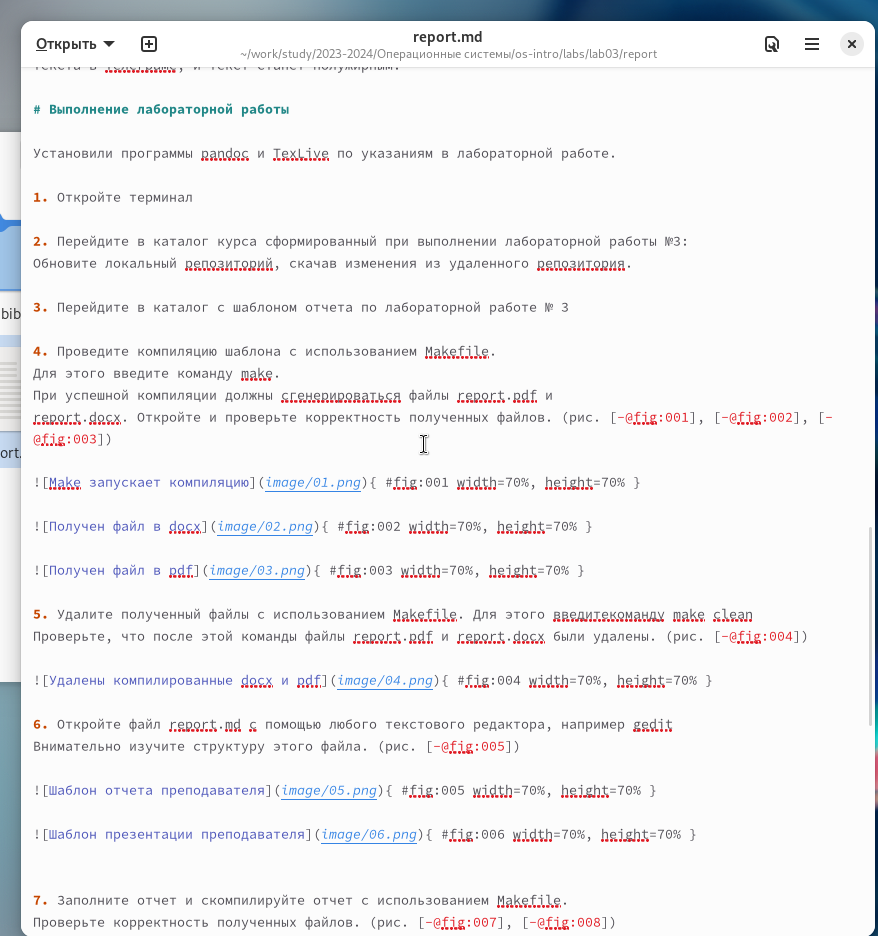 Открыть
report.md
~/work/study/2023-2024/Операционные системы/os-intro/labs/lab03/report
текста в телеграме, и текст станет полужирным.
# Выполнение лабораторной работы
Установили программы pandoc и TexLive по указаниям в лабораторной работе.
1. Откройте терминал
2. Перейдите в каталог курса сформированный при выполнении лабораторной работы №3:
Обновите локальный репозиторий, скачав изменения из удаленного репозитория.
3. Перейдите в каталог с шаблоном отчета по лабораторной работе № 3
4. Проведите компиляцию шаблона с использованием Makefile.
Для этого введите команду make.
При успешной компиляции должны сгенерироваться файлы report.pdf и
report.docx. Откройте и проверьте корректность полученных файлов. (рис. [-@fig:001], [-@fig:002], [-
@fig:003])
![Make запускает компиляцию](image/01.png){ #fig:001 width=70%, height=70% }
![Получен файл в docx](image/02.png){ #fig:002 width=70%, height=70% }
![Получен файл в pdf](image/03.png){ #fig:003 width=70%, height=70% }
5. Удалите полученный файлы с использованием Makefile. Для этого введитекоманду make clean
Проверьте, что после этой команды файлы report.pdf и report.docx были удалены. (рис. [-@fig:004])
![Удалены компилированные docx и pdf](image/04.png){ #fig:004 width=70%, height=70% }
6. Откройте файл report.md c помощью любого текстового редактора, например gedit
Внимательно изучите структуру этого файла. (рис. [-@fig:005])
![Шаблон отчета преподавателя](image/05.png){ #fig:005 width=70%, height=70% }
![Шаблон презентации преподавателя](image/06.png){ #fig:006 width=70%, height=70% }
7. Заполните отчет и скомпилируйте отчет с использованием Makefile.
Проверьте корректность полученных файлов. (рис. [-@fig:007], [-@fig:008])
bib
ort.